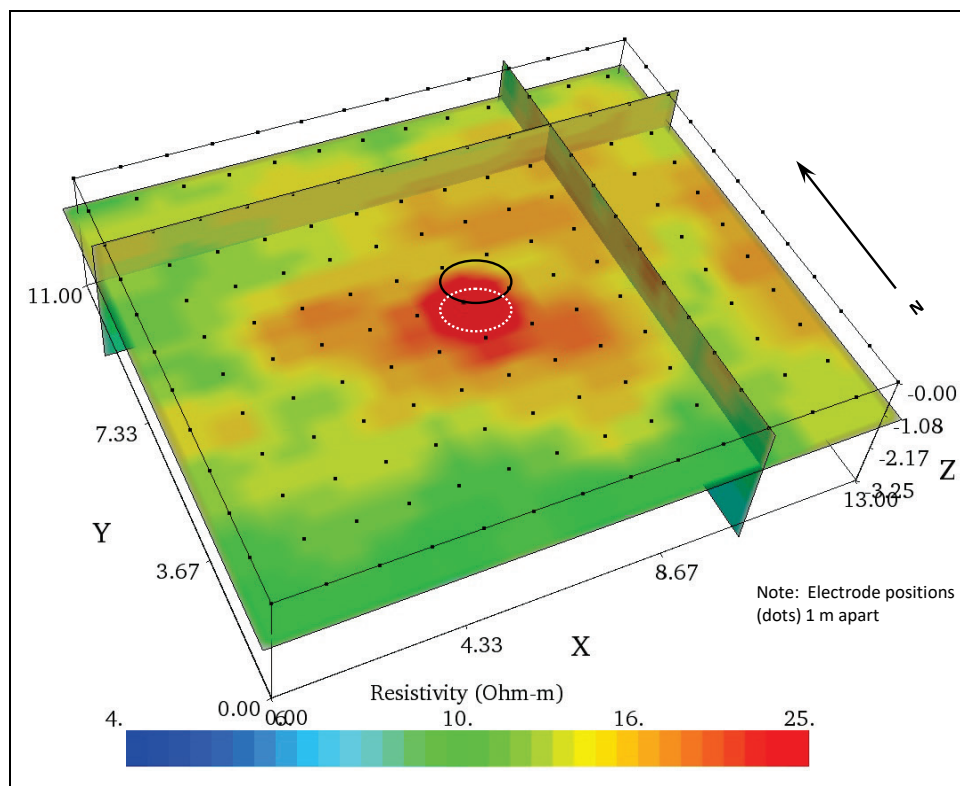 N
11.00
-0.00
-1.08
7.33
-2.17
Z
-3.25
13.00
Y
3.67
8.67
Note: Electrode positions
(dots) 1 m apart
4.33
X
Resistivity (Ohm-m)
0.00
0.00
4.
6.
10.
16.
25.